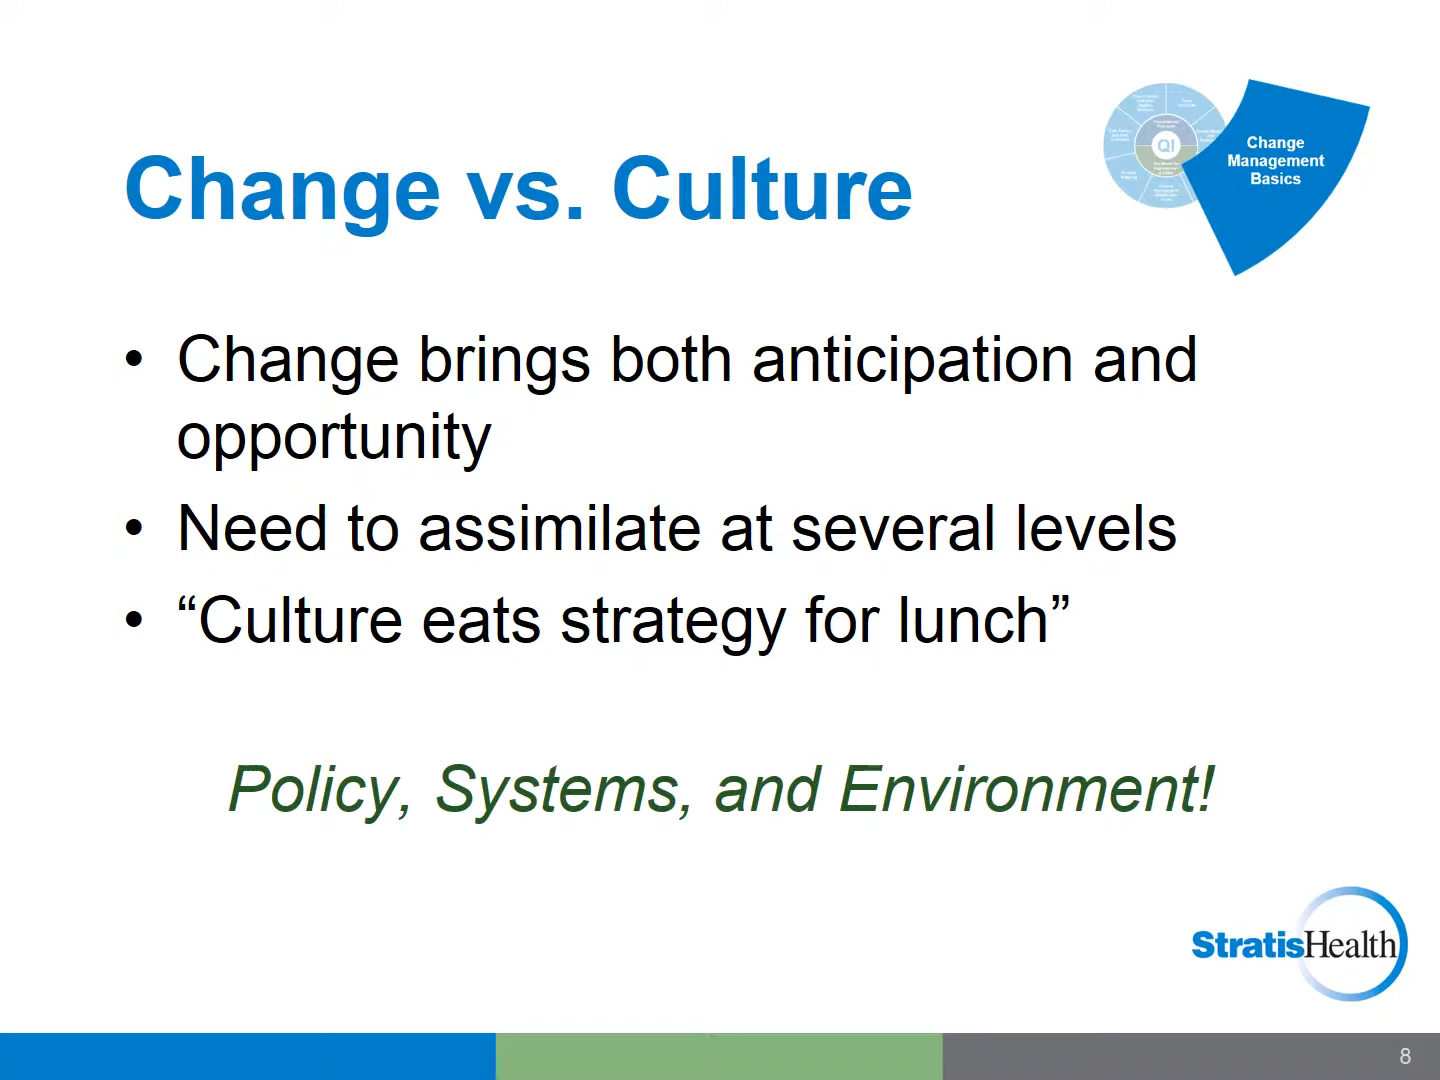 Change vs. Culture
QI
Change
Management
Basics
• Change brings both anticipation and
opportunity
• Need to assimilate at several levels
• “Culture eats strategy for lunch”
Policy, Systems, and Environment!
StratisHealth
8